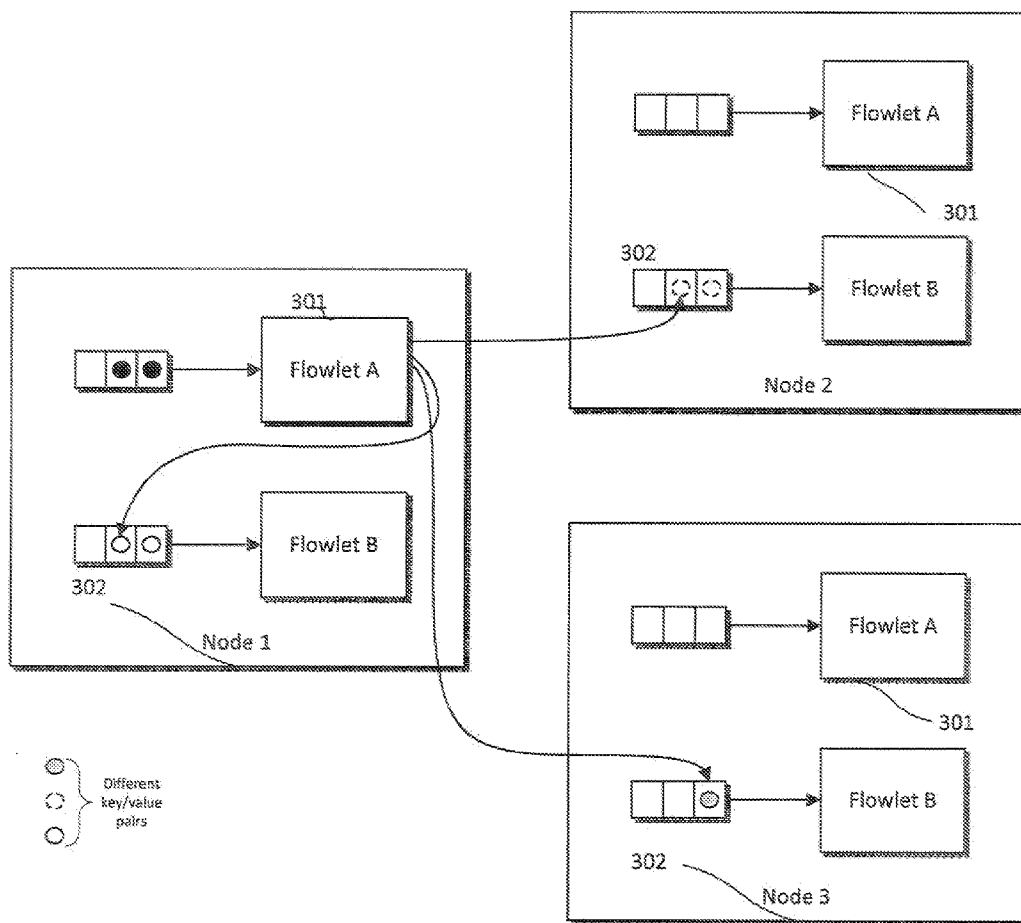 Flowlet A
301
302
Flowlet B
Node 2
301
Flowlet A
Flowlet B
302
Node 1
Flowlet A
301
Flowlet B
302
Node 3
Different
key/value
pairs